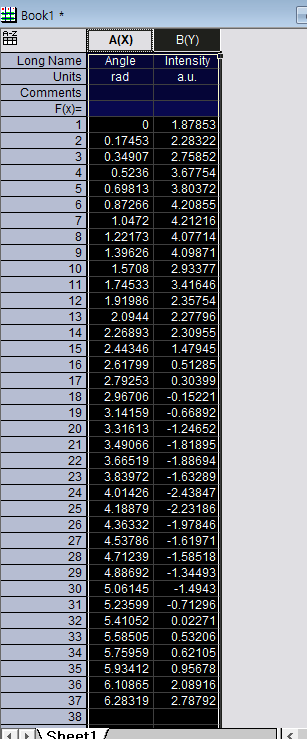 Book1 *
A(X) B(Y)
Long Name Angle Intensity
Units rad a.u.
Comments
F(x)=
1 0 1.87853
2 0.17453 2.28322
3 0.34907 2.75852
4 0.5236 3.67754
5 0.69813 3.80372
6 0.87266 4.20855
7 1.0472 4.21216
8 1.22173 4.07714
9 1.39626 4.09871
10 1.5708 2.93377
11 1.74533 3.41646
12 1.91986 2.35754
13 2.0944 2.27796
14 2.26893 2.30955
15 2.44346 1.47945
16 2.61799 0.51285
17 2.79253 0.30399
18 2.96706 -0.15221
19 3.14159 -0.66892
20 3.31613 -1.24652
21 3.49066 -1.81895
22 3.66519 -1.88694
23 3.83972 -1.63289
24 4.01426 -2.43847
25 4.18879 -2.23186
26 4.36332 -1.97846
27 4.53786 -1.61971
28 4.71239 -1.58518
29 4.88692 -1.34493
30 5.06145 -1.4943
31 5.23599 -0.71296
32 5.41052 0.02271
33 5.58505 0.53206
34 5.75959 0.62105
35 5.93412 0.95678
36 6.10865 2.08916
37 6.28319 2.78792
38
Sheet1